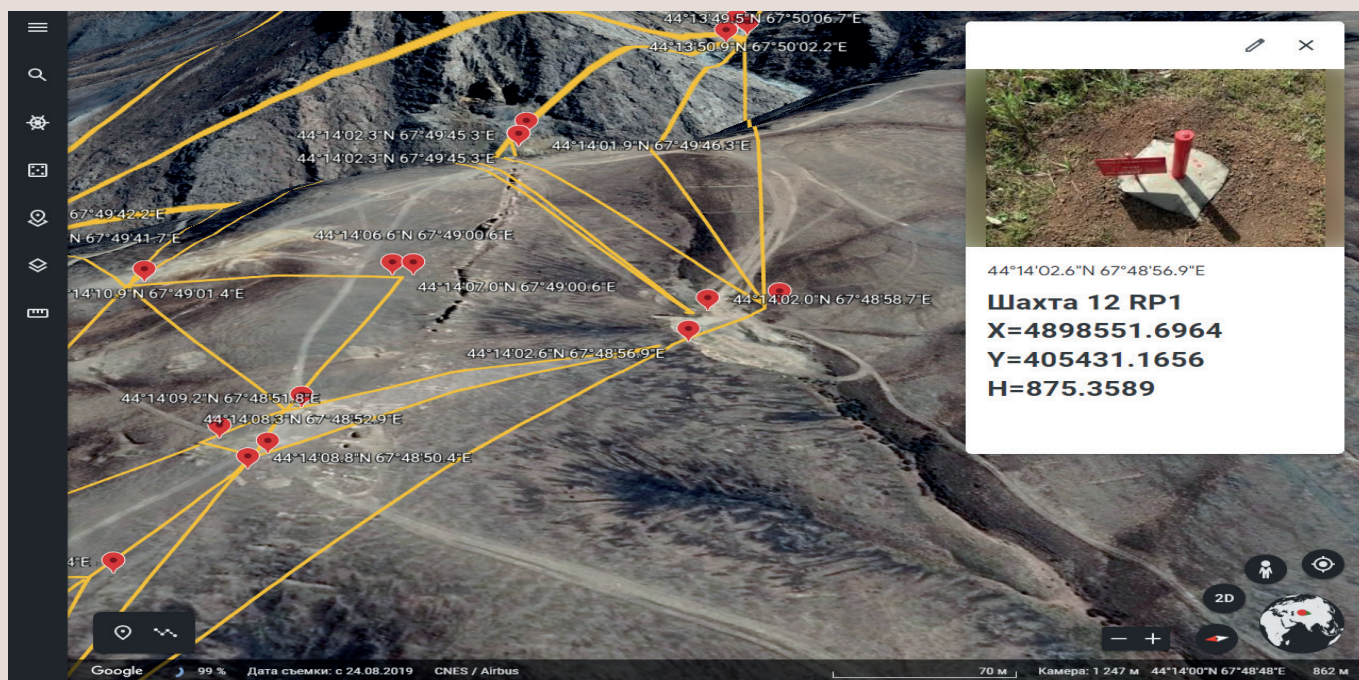 44°13'49.5"N 67°50'06.7"E
44°13'50.9"N 67°50'02.2"E
44°14'02.3"N 67°49'45.3"E
44°14'01.9"N 67°49'46.3"E
44°14'02.3"N 67°49'45.3"E
67°49'42.2"E
N 67°49'41.7"E
44°14'06.6"N 67°49'00.6"E
44°14'07.0"N 67°49'00.6"E
°14'10.9"N 67°49'01.4"E
44°14'02.0"N 67°48'58.7"E
44°14'02.6"N 67°48'56.9"E
44°14'09.2"N 67°48'51.8"E
44°14'08.3"N 67°48'52.9"E
44°14'08.8"N 67°48'50.4"E
4"E
44°14'02.6"N 67°48'56.9"E
Шахта 12 RP1
X=4898551.6964
Y=405431.1656
H=875.3589
2D
Google 99 % Дата съемки: с 24.08.2019 CNES / Airbus 70 м Камера: 1 247 м 44°14'00"N 67°48'48"E 862 м